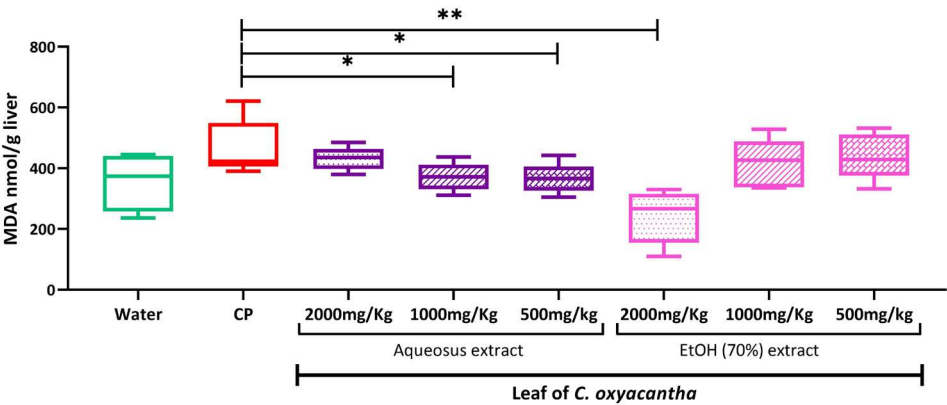 **
*
*
MDA nmol/g liver
800
600
400
200
0
Water CP 2000mg/Kg 1000mg/Kg 500mg/kg 2000mg/Kg 1000mg/Kg 500mg/kg
Aqueosus extract EtOH (70%) extract
Leaf of C. oxyacantha